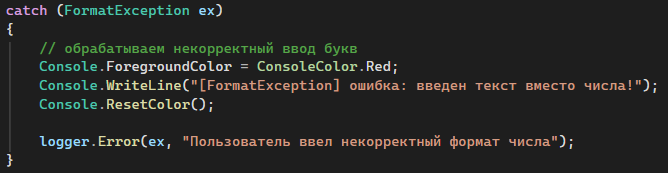 catch (FormatException ex)
{
// обрабатываем некорректный ввод букв
Console.ForegroundColor = ConsoleColor.Red;
Console.WriteLine("[FormatException] ошибка: введен текст вместо числа!");
Console.ResetColor();
logger.Error(ex, "Пользователь ввел некорректный формат числа");
}